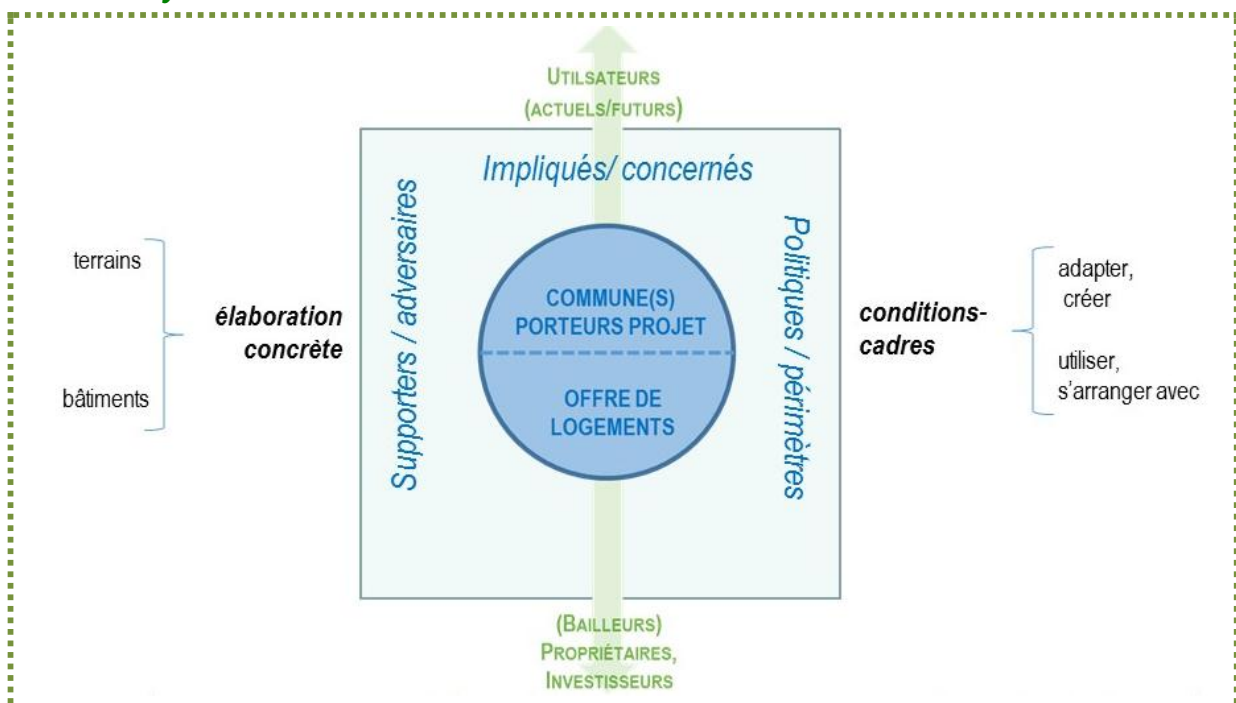 UTILSATEURS
(ACTUELS/FUTURS)
Impliqués/ concernés
Supporters / adversaires
Politiques / périmètres
terrains
bâtiments
élaboration
concrète
COMMUNE(S)
PORTEURS PROJET
OFFRE DE
LOGEMENTS
conditions-
cadres
adapter,
créer
utiliser,
s'arranger avec
(BAILLEURS)
PROPRIÉTAIRES,
INVESTISSEURS